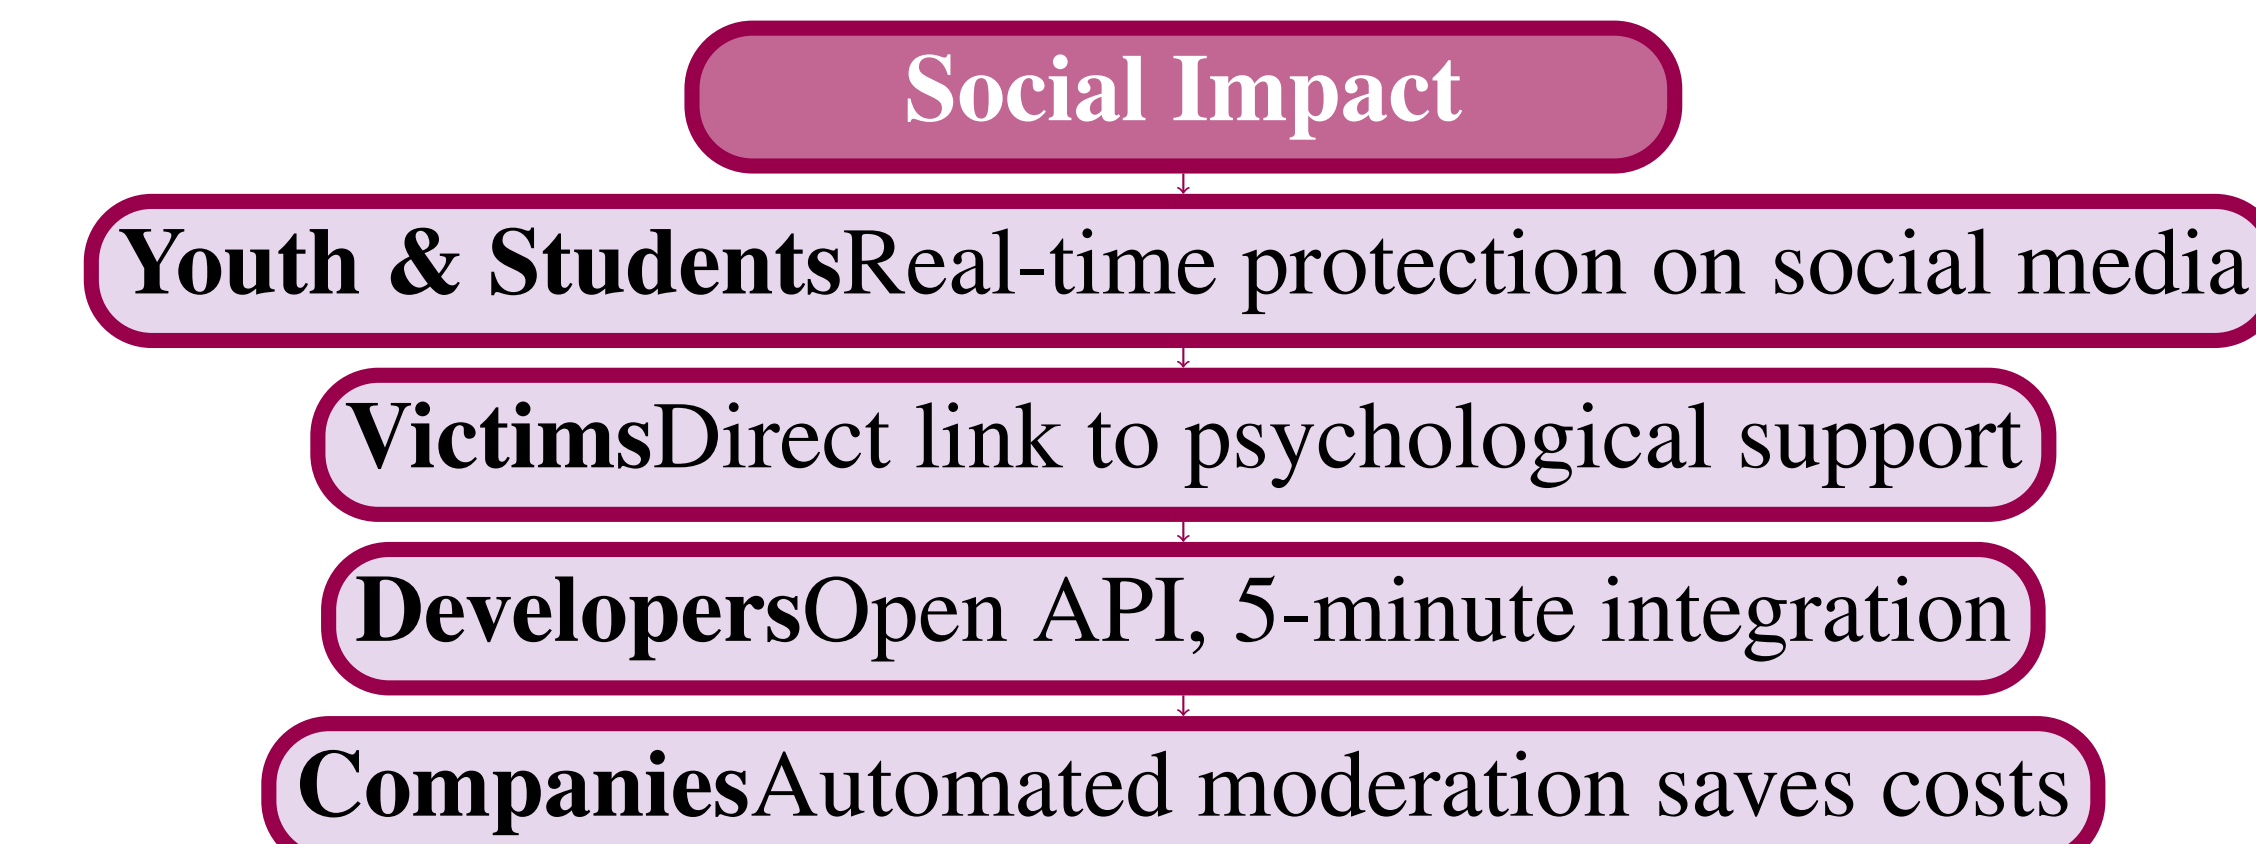 Social Impact
Youth & StudentsReal-time protection on social media
VictimsDirect link to psychological support
DevelopersOpen API, 5-minute integration
CompaniesAutomated moderation saves costs